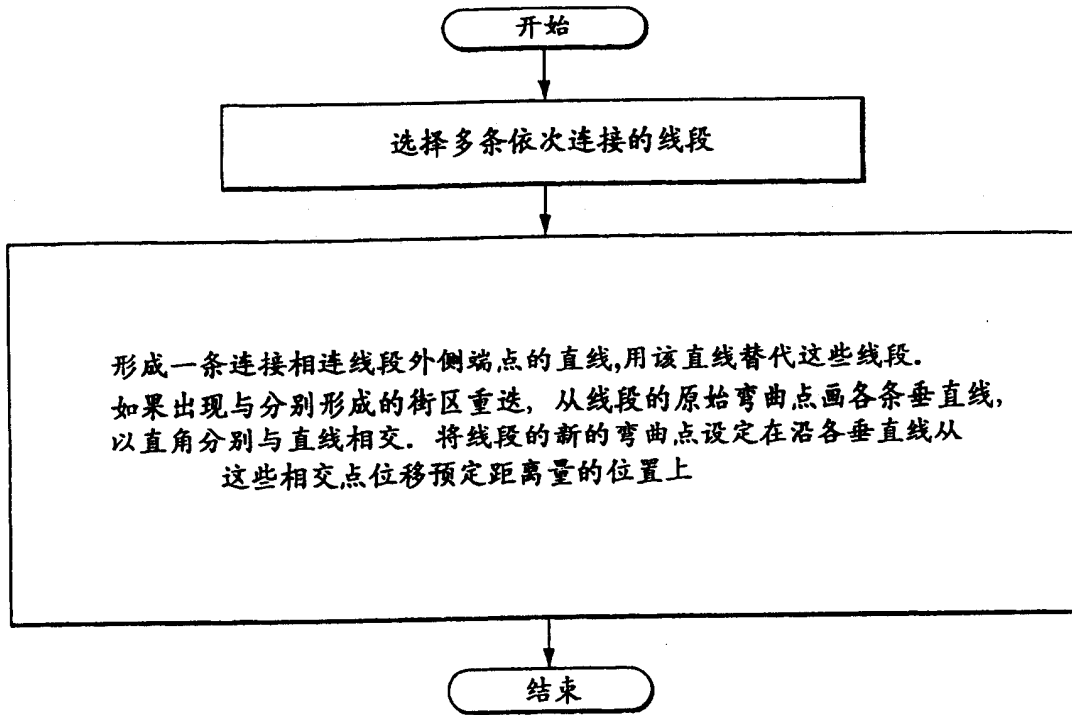 开始
选择多条依次连接的线段
形成一条连接相连线段外侧端点的直线,用该直线替代这些线段.
如果出现与分别形成的街区重迭, 从线段的原始弯曲点画各条垂直线,
以直角分别与直线相交. 将线段的新的弯曲点设定在沿各垂直线从
这些相交点位移预定距离量的位置上
结束